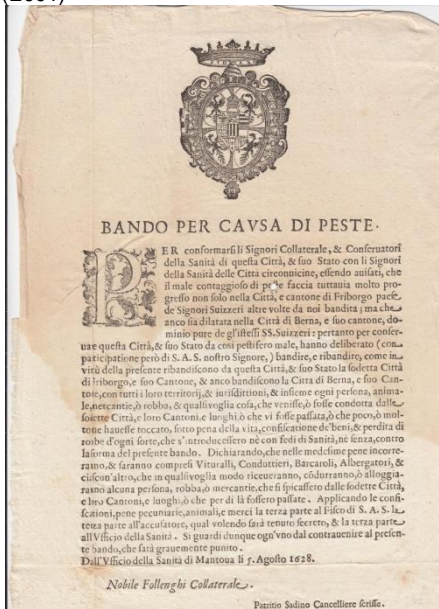 BANDO PER CAVSA DI PESTE.
PER conformarsi li Signori Collaterale, & Conseruatori
della Sanità di questa Città, & suo Stato con li Signori
della Sanità delle Città circonuicine, essendo auisati, che
il male contagioso di pe te faccia tuttauia molto pro-
gresso non solo nella Città, e cantone di Friborgo paese
de Signori Suizzeri altre volte da noi bandita; ma che
anco sia dilatata nella Città di Berna, e suo cantone, do-
minio pure de gl'istessi SS. Suizzeri: pertanto per conser-
uar questa Città, & suo Stato da cosi pestifero male, hanno deliberato (con
participatione però di S. A. S. nostro Signore,) bandire, e ribandire, come in
virtù della presente ribandiscono da questa Città, & suo Stato la sodetta Città
di Friborgo, e suo Cantone, & anco bandiscono la Città di Berna, e suo Can-
tone, con tutti i loro territorij, & iurisdittioni, & insieme ogni persona, anima-
le, mercantie, ò robba, & qualsiuoglia cosa, che venisse, ò fosse condotta dalle
sodette Città, e loro Cantoni, e luoghi, ò che vi fosse passata, ò che poco, ò mol-
to ne hauesse toccato, sotto pena della vita, confiscatione de' beni, & perdita di
robbe d'ogni sorte, che s'introducessero nè con fedi di Sanità, nè senza, contro
la forma del presente bando. Dichiarando, che nelle medesime pene incorre-
ranno, & saranno compresi Vitturalli, Conduttieri, Barcaroli, Albergatori, &
ciascun'altro, che in qualsiuoglia modo riceueranno, cōdurranno, ò alloggia-
ranno alcuna persona, robba, ò mercantie, che si spiccassero dalle sodette Città,
e loro Cantoni, e luoghi, ò che per di là fossero passate. Applicando le confi-
scationi, pene pecuniarie, animali, e merci la terza parte al Fisco di S. A. S. la
terza parte all'accusatore, qual volendo sarà tenuto secreto, & la terza parte
all'Vfficio della Sanità. Si guardi dunque ogn'vno dal contrauenire al presen-
te bando, che sarà grauemente punito.
Dall'Vfficio della Sanità di Mantoua li 5. Agosto 1628.
Nobile Follenghi Collaterale.
Patritio Sadino Cancelliere scrisse.